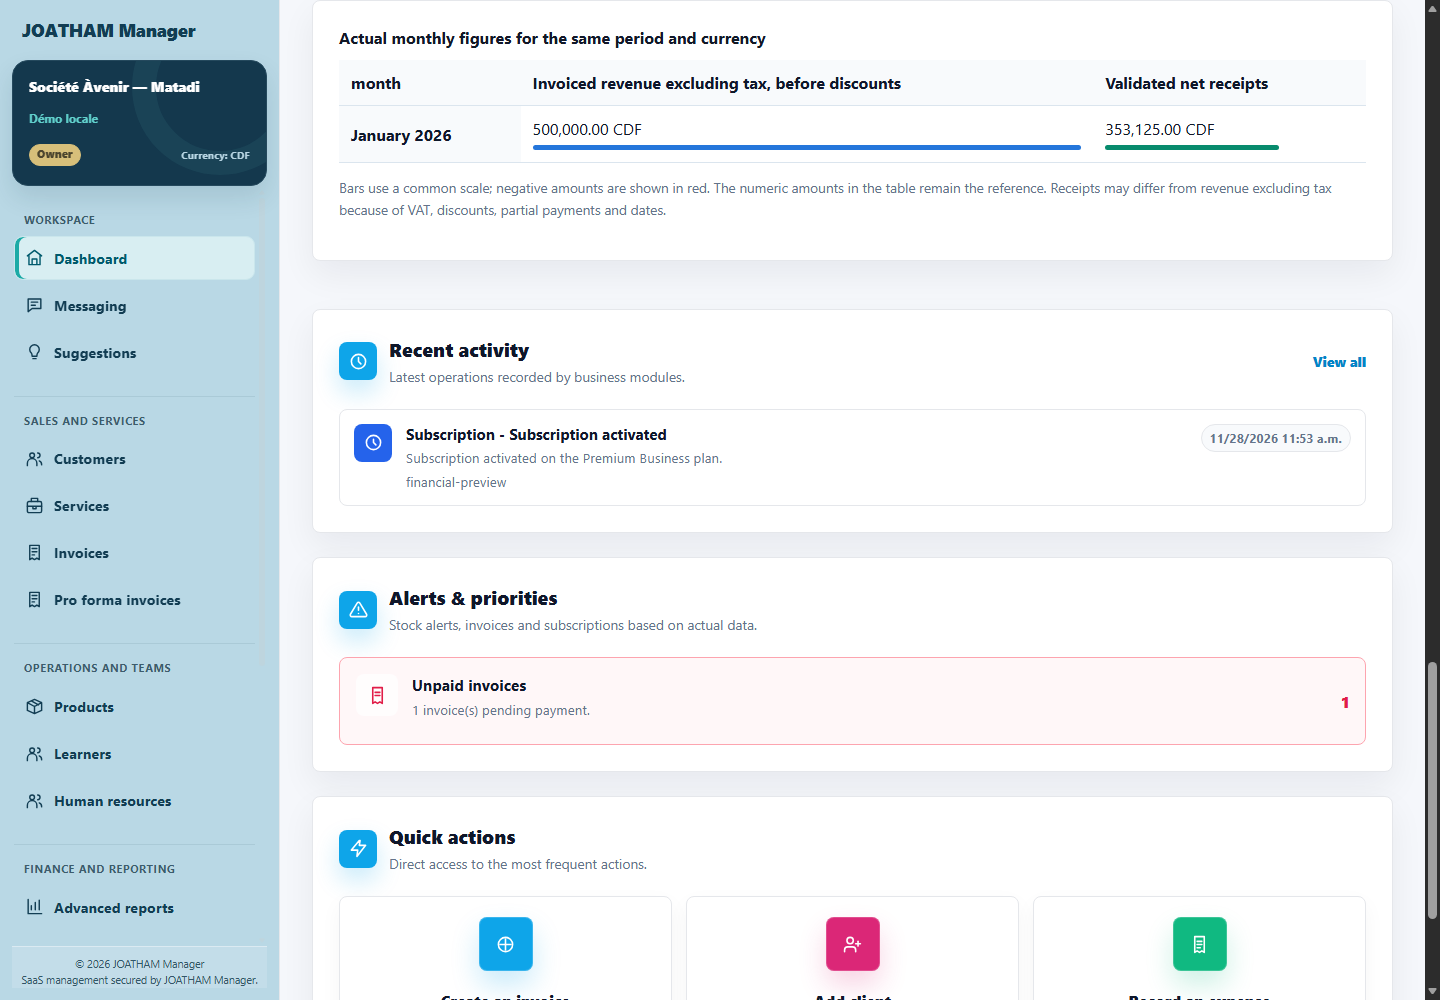 JOATHAM Manager
Société Àvenir — Matadi
Démo locale
Owner
Currency: CDF
WORKSPACE
Dashboard
Messaging
Suggestions
SALES AND SERVICES
Customers
Services
Invoices
Pro forma invoices
OPERATIONS AND TEAMS
Products
Learners
Human resources
FINANCE AND REPORTING
Advanced reports
© 2026 JOATHAM Manager
SaaS management secured by JOATHAM Manager.
Actual monthly figures for the same period and currency
month Invoiced revenue excluding tax, before discounts Validated net receipts
January 2026 500,000.00 CDF 353,125.00 CDF
Bars use a common scale; negative amounts are shown in red. The numeric amounts in the table remain the reference. Receipts may differ from revenue excluding tax
because of VAT, discounts, partial payments and dates.
Recent activity
Latest operations recorded by business modules.
View all
Subscription - Subscription activated
11/28/2026 11:53 a.m.
Subscription activated on the Premium Business plan.
financial-preview
Alerts & priorities
Stock alerts, invoices and subscriptions based on actual data.
Unpaid invoices
1 invoice(s) pending payment.
1
Quick actions
Direct access to the most frequent actions.
Create an invoice
Add client
Record an expense